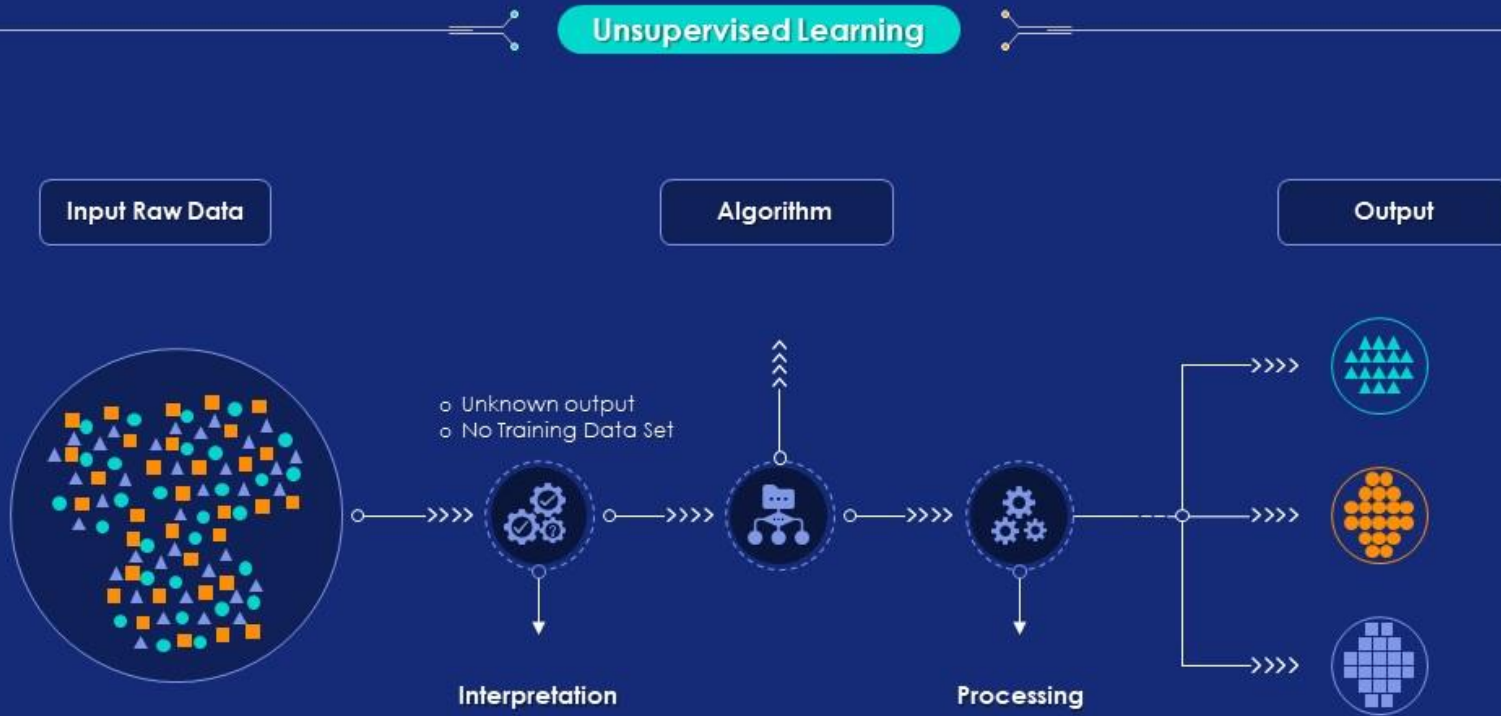 Unsupervised Learning
Input Raw Data
Algorithm
Output
o Unknown output
o No Training Data Set
Interpretation
Processing